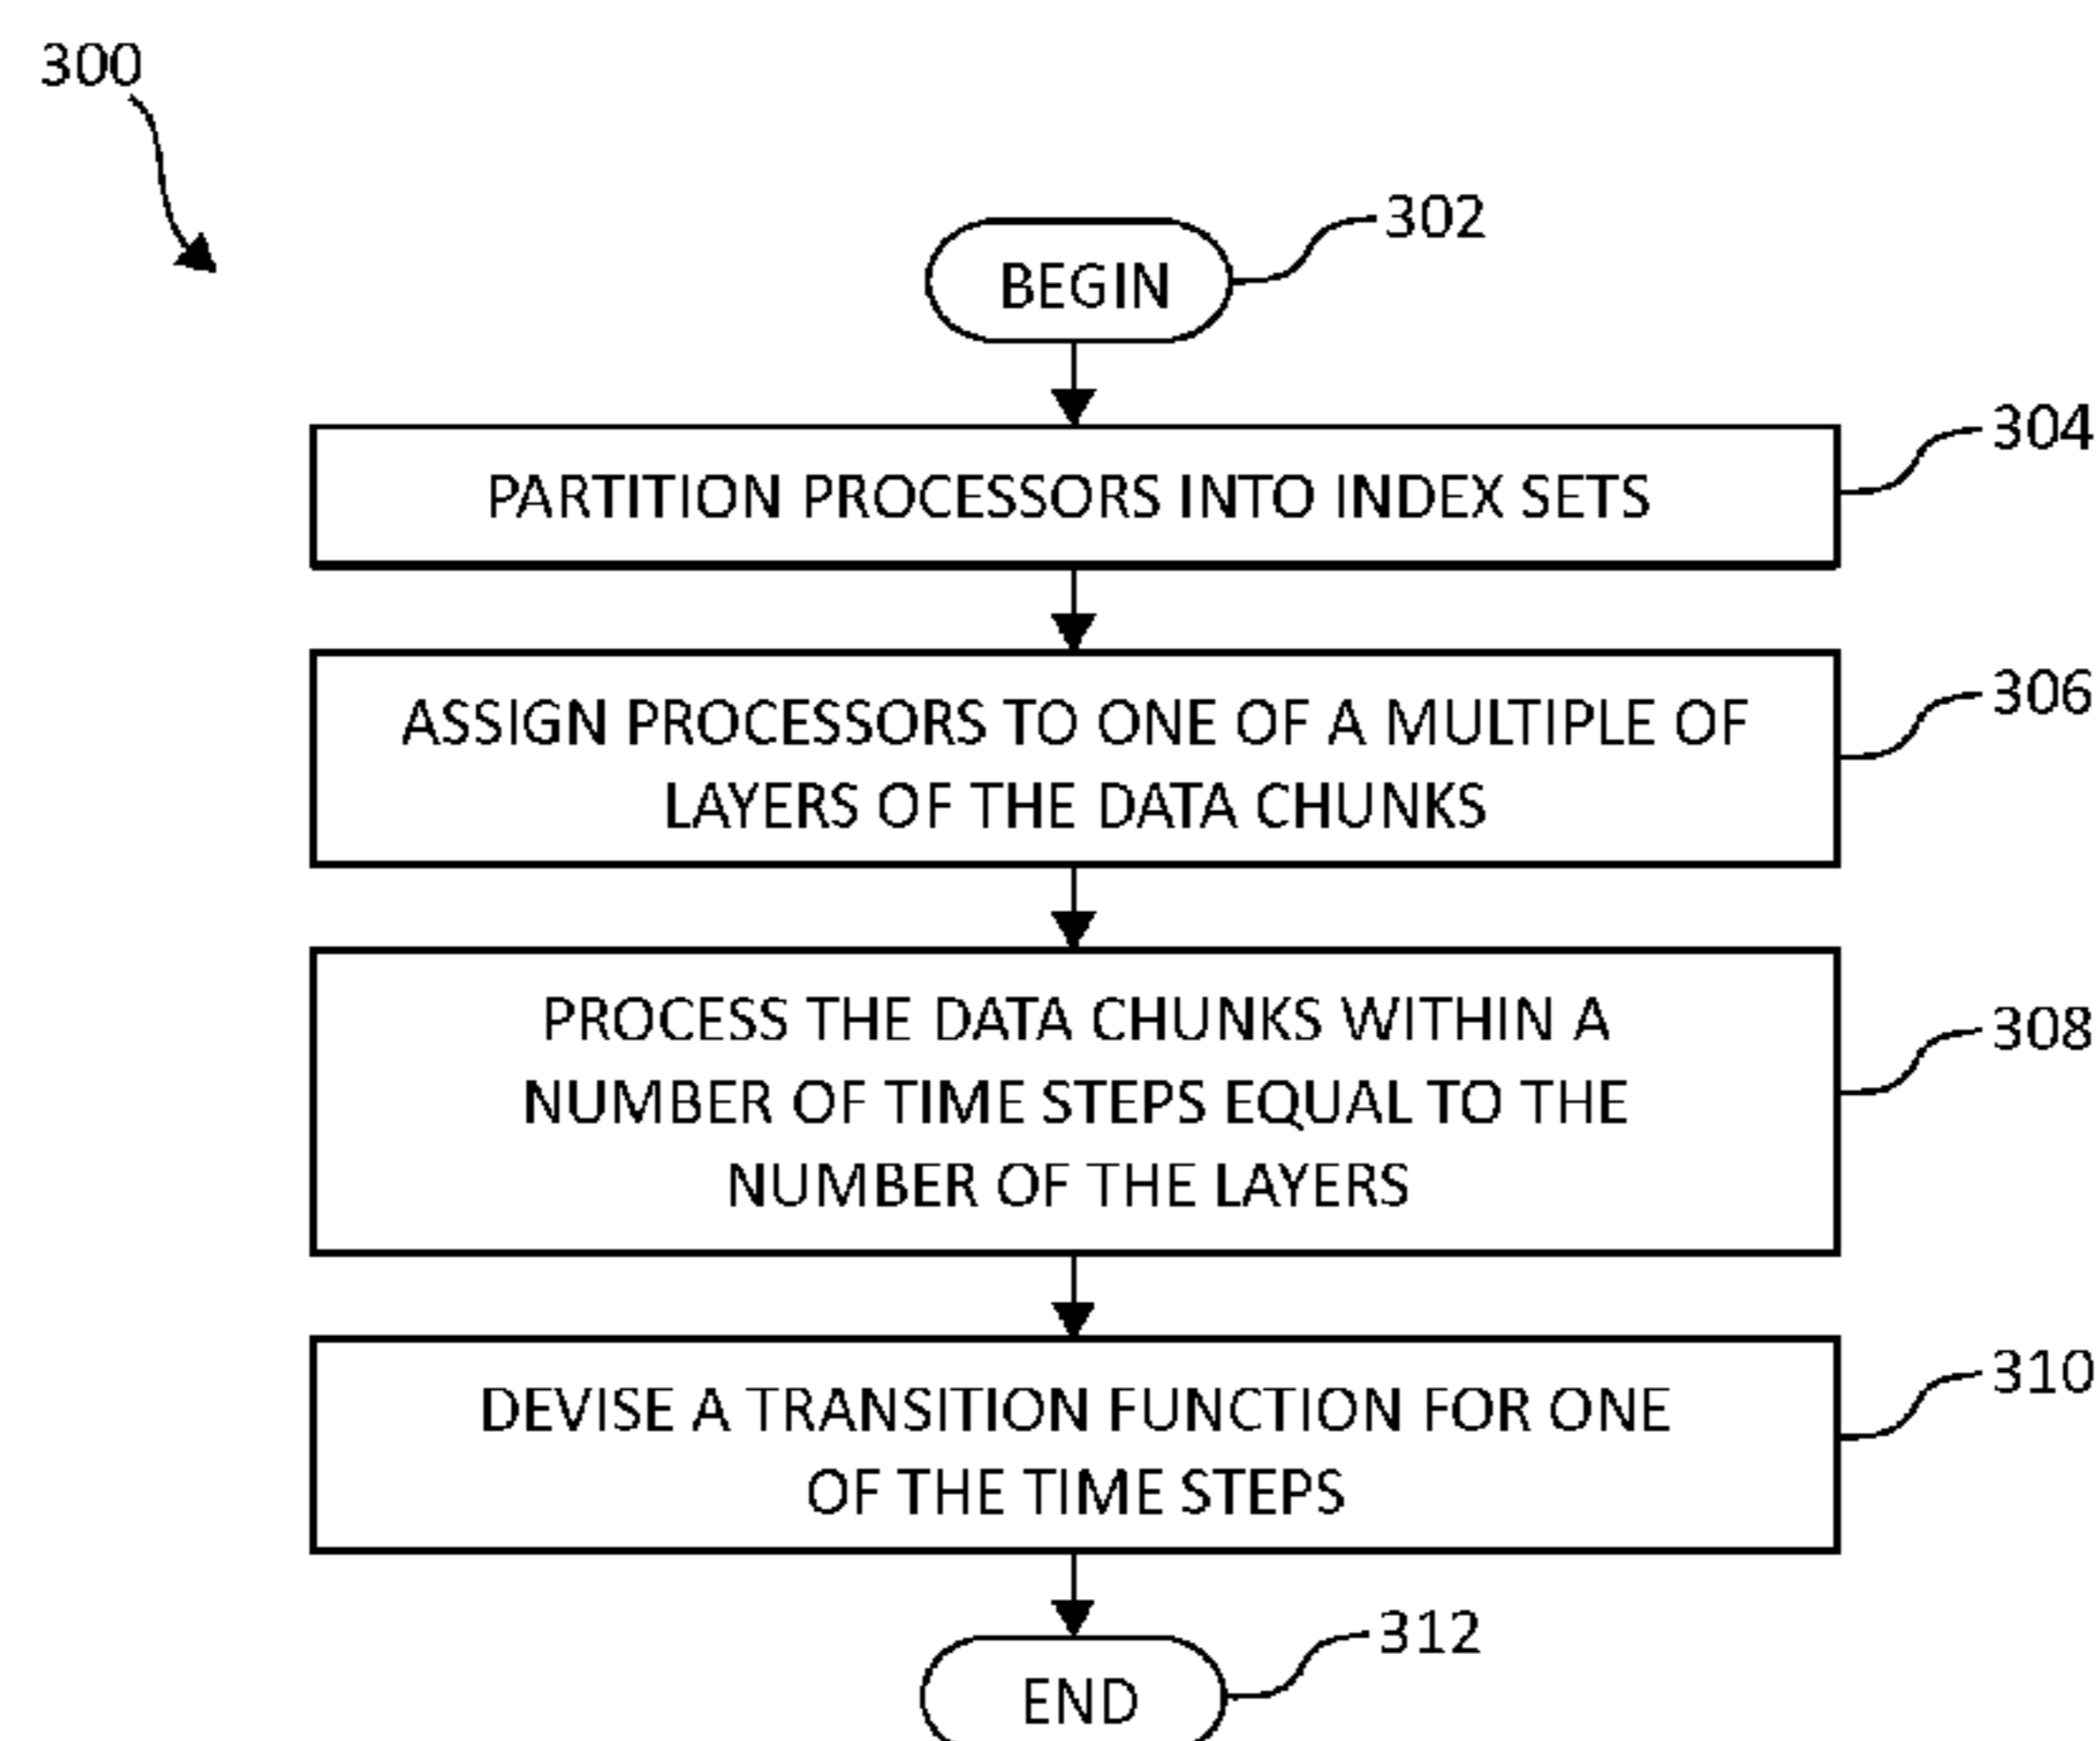 300
302
BEGIN
304
PARTITION PROCESSORS INTO INDEX SETS
306
ASSIGN PROCESSORS TO ONE OF A MULTIPLE OF
LAYERS OF THE DATA CHUNKS
308
PROCESS THE DATA CHUNKS WITHIN A
NUMBER OF TIME STEPS EQUAL TO THE
NUMBER OF THE LAYERS
310
DEVISE A TRANSITION FUNCTION FOR ONE
OF THE TIME STEPS
312
END